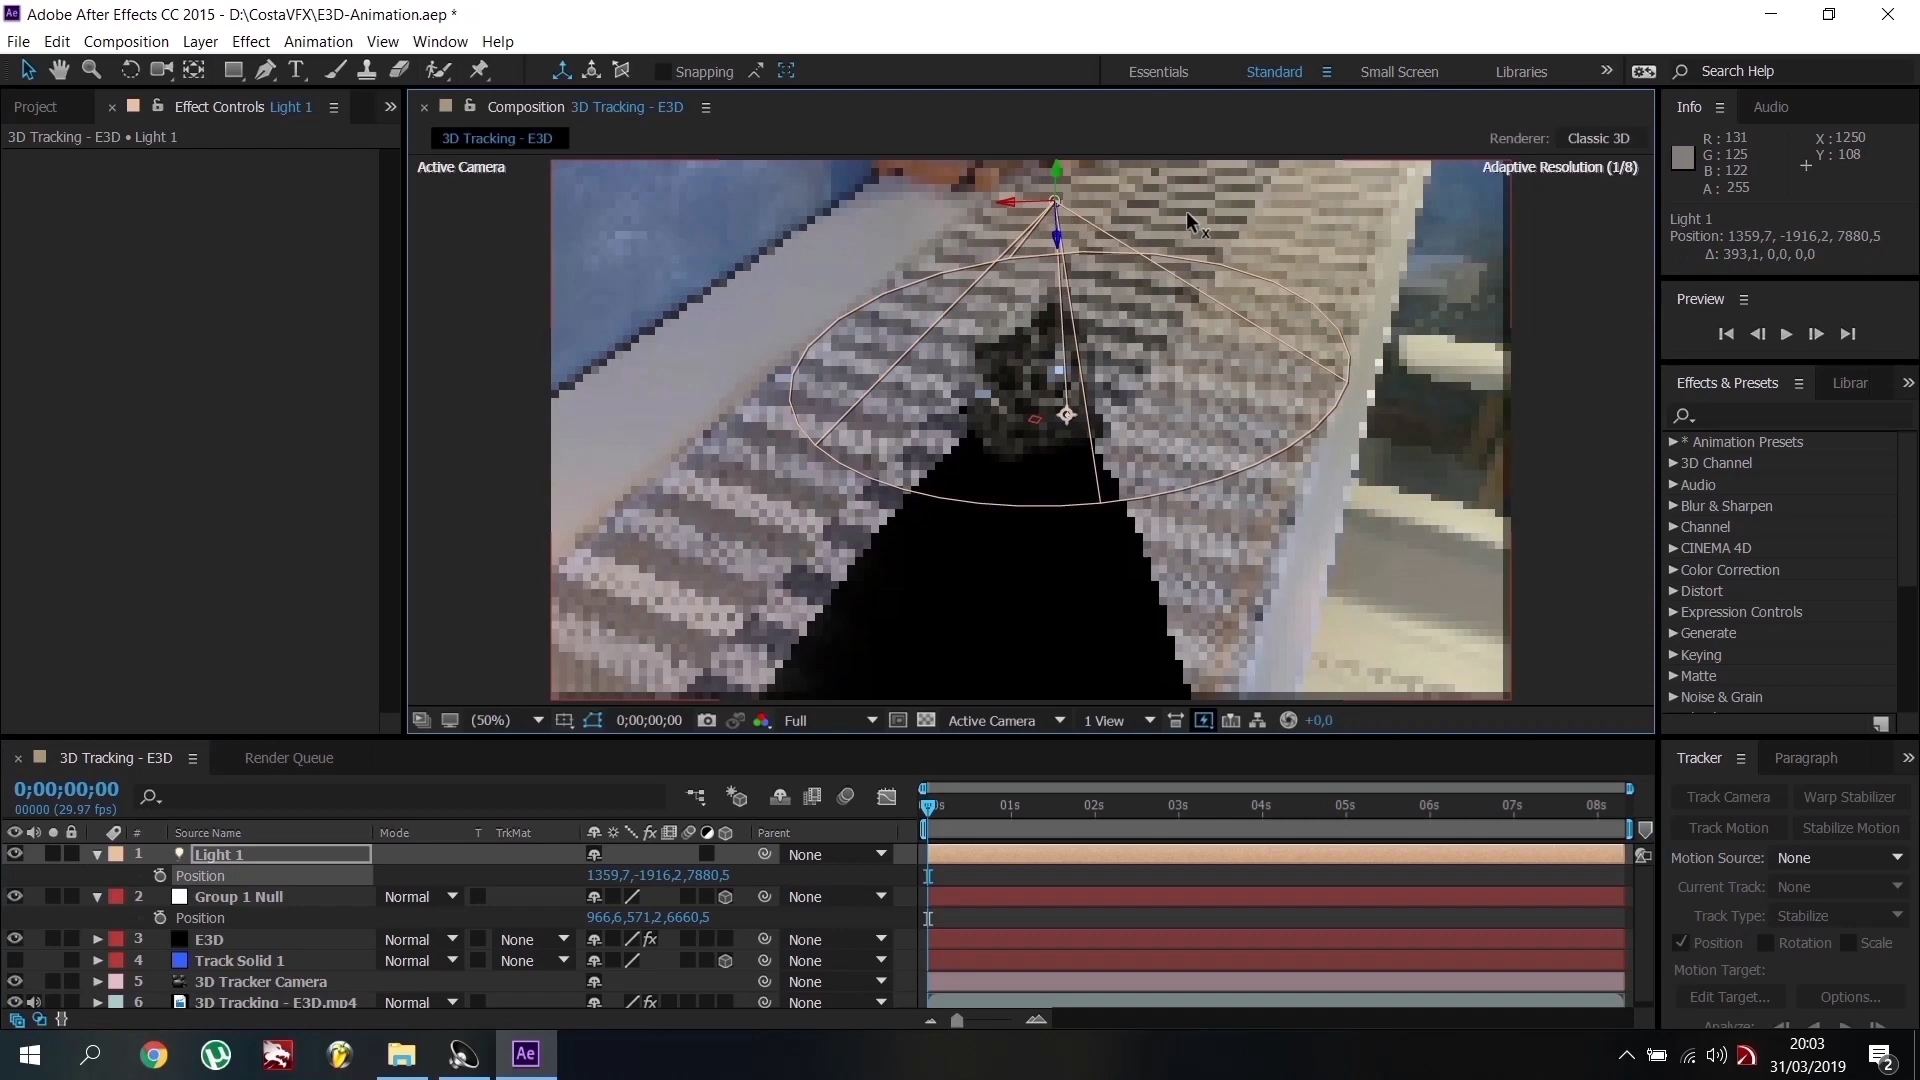 Adobe After Effects CC 2015 - D:\CostaVFX\E3D-Animation.aep *
File Edit Composition Layer Effect Animation View Window Help
Snapping
Essentials Standard Small Screen Libraries
Search Help
Project
Effect Controls Light 1
3D Tracking - E3D • Light 1
Composition 3D Tracking - E3D
3D Tracking - E3D
Renderer: Classic 3D
Active Camera
Adaptive Resolution (1/8)
Info Audio
R : 131 X : 1250
G : 125 Y : 108
B : 122
A : 255
Light 1
Position: 1359,7, -1916,2, 7880,5
Δ: 393,1, 0,0, 0,0
Preview
Effects & Presets Librar
* Animation Presets
3D Channel
Audio
Blur & Sharpen
Channel
CINEMA 4D
Color Correction
Distort
Expression Controls
Generate
Keying
Matte
Noise & Grain
(50%) 0;00;00;00 Full Active Camera 1 View +0,0
3D Tracking - E3D Render Queue
0;00;00;00
00000 (29.97 fps)
01s 02s 03s 04s 05s 06s 07s 08s
# Source Name Mode T TrkMat Parent
1 Light 1 None
Position 1359,7,-1916,2,7880,5
2 Group 1 Null Normal None
Position 966,6,571,2,6660,5
3 E3D Normal None None
4 Track Solid 1 Normal None None
5 3D Tracker Camera None
6 3D Tracking - E3D.mp4 Normal None
Tracker Paragraph
Track Camera Warp Stabilizer
Track Motion Stabilize Motion
Motion Source: None
Current Track: None
Track Type: Stabilize
Position Rotation Scale
Motion Target:
Edit Target... Options...
Analyze:
Ae
20:03
31/03/2019
2